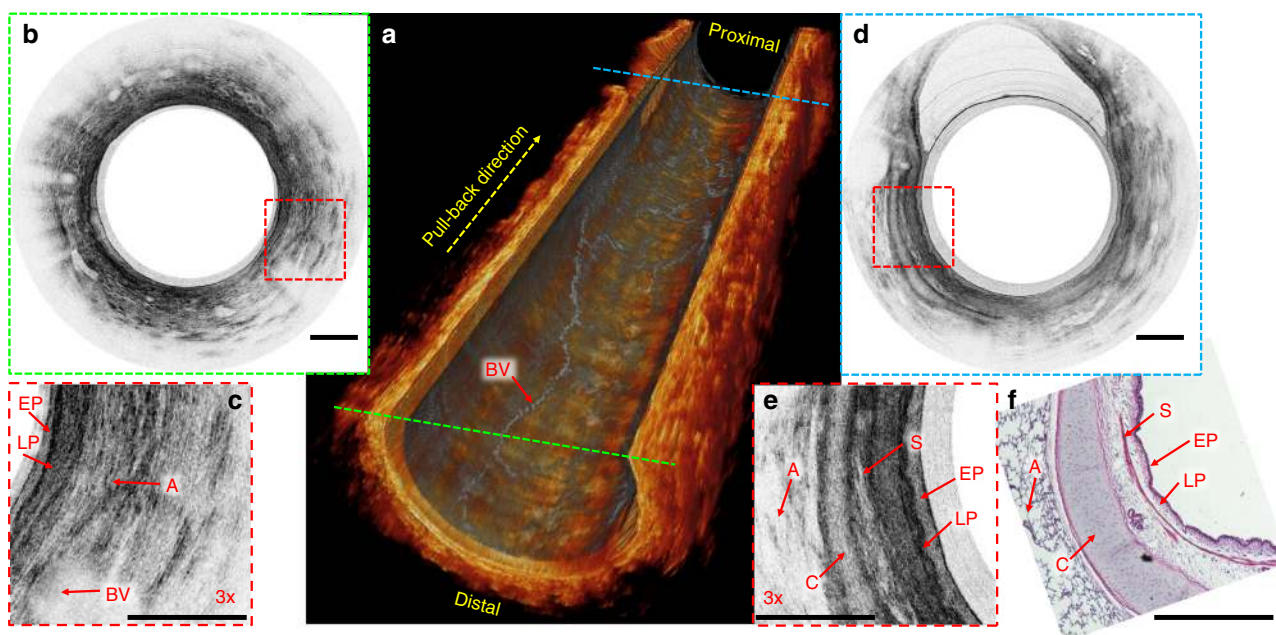 b
a
Proximal
d
Pull-back direction
BV
Distal
c
EP
LP
A
BV
3x
e
S
A
EP
LP
C
3x
f
S
EP
A
LP
C